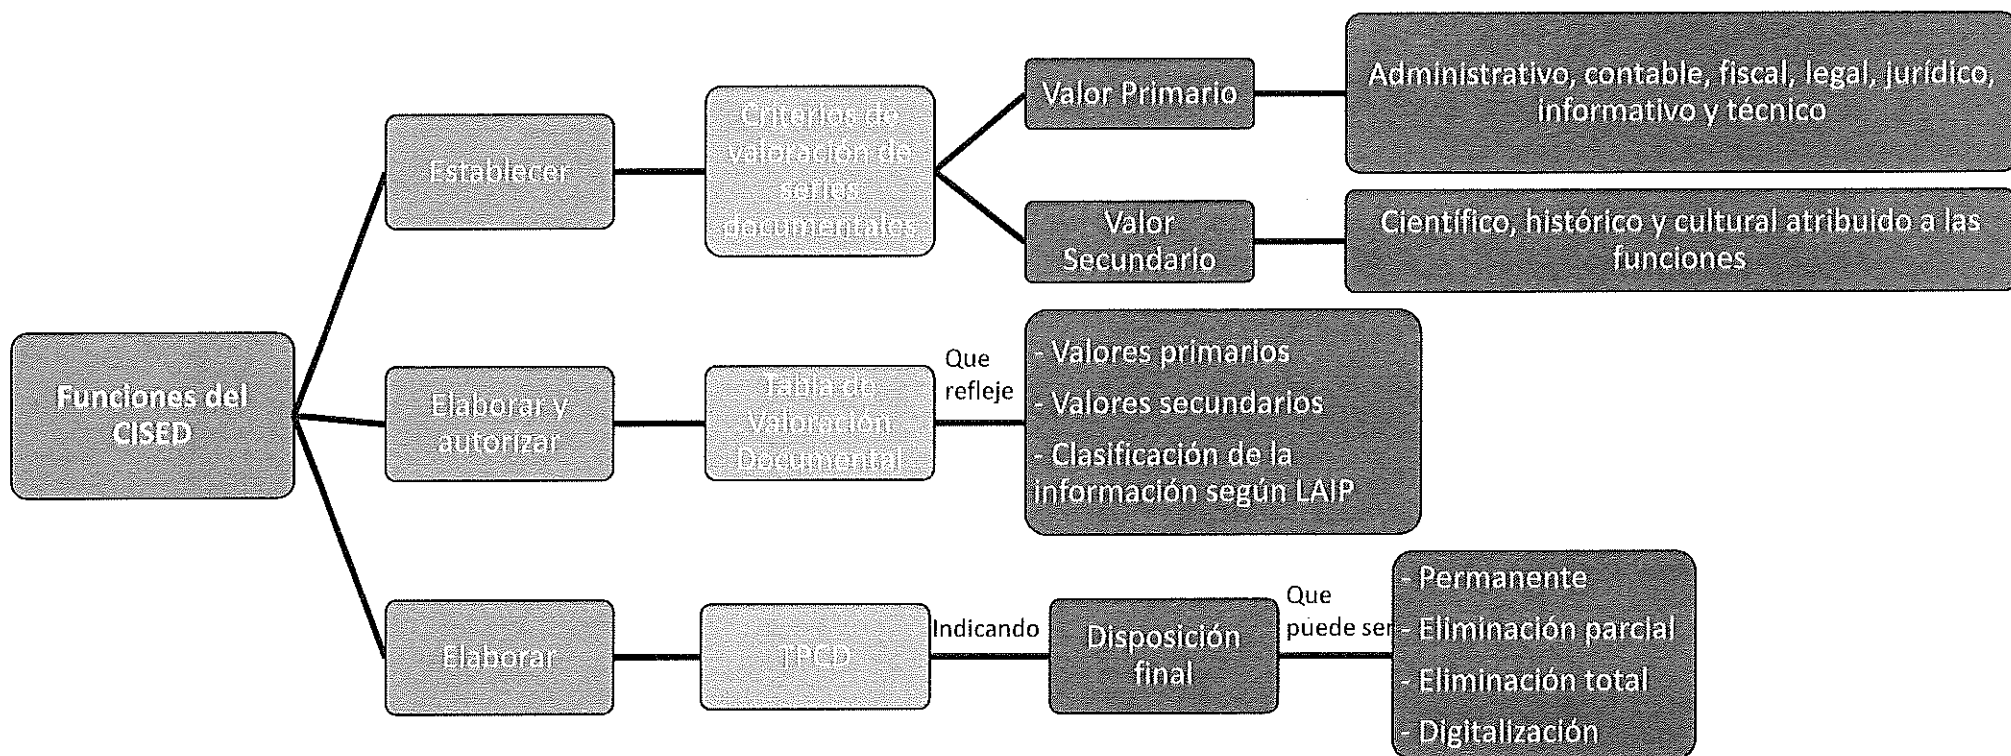 Funciones del
CISED
Establecer
Criterios de
valoración de
series
documentales
Valor Primario
Administrativo, contable, fiscal, legal, jurídico,
informativo y técnico
Valor
Secundario
Científico, histórico y cultural atribuido a las
funciones
Elaborar y
autorizar
Tabla de
Valoración
Documental
Que
refleje
- Valores primarios
- Valores secundarios
- Clasificación de la
información según LAIP
Elaborar
TPCD
Indicando
Disposición
final
Que
puede ser
- Permanente
- Eliminación parcial
- Eliminación total
- Digitalización